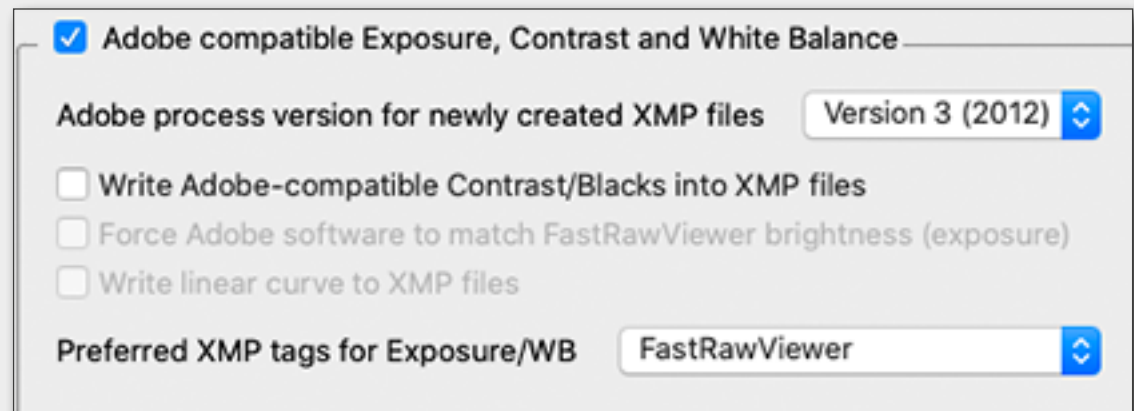 Adobe compatible Exposure, Contrast and White Balance
Adobe process version for newly created XMP files Version 3 (2012)
Write Adobe-compatible Contrast/Blacks into XMP files
Force Adobe software to match FastRawViewer brightness (exposure)
Write linear curve to XMP files
Preferred XMP tags for Exposure/WB FastRawViewer